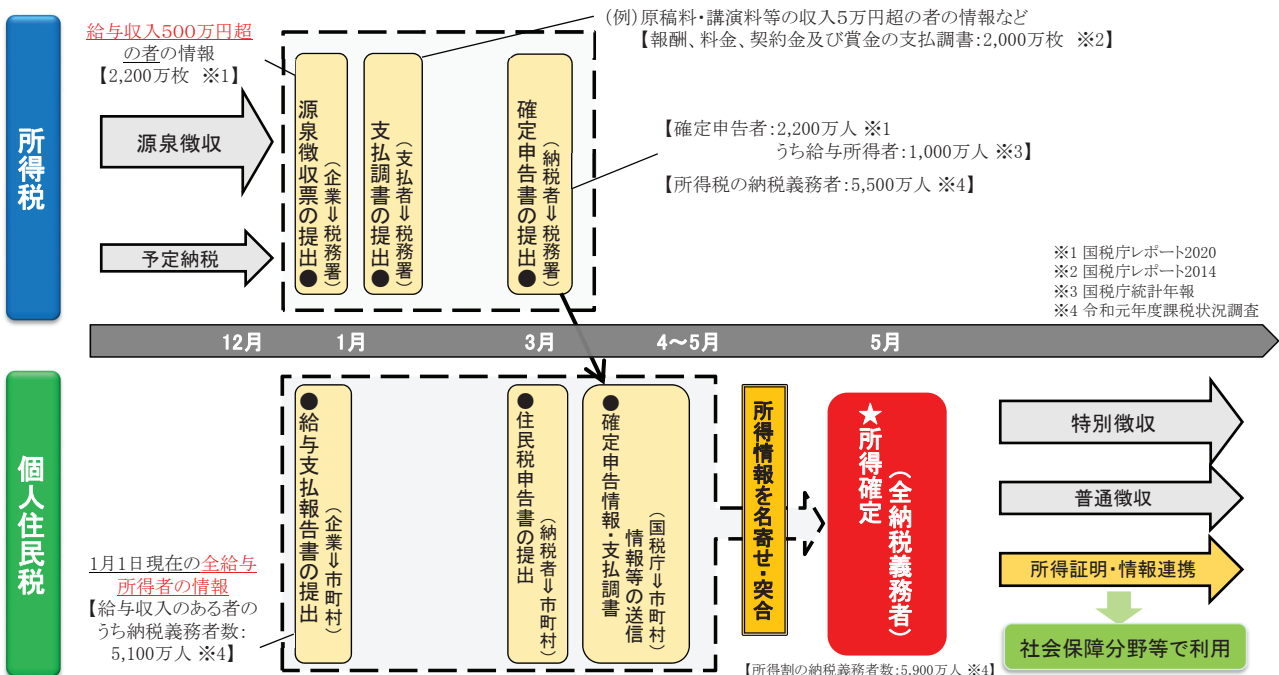 所得税
給与収入500万円超
の者の情報
【2,200万枚 ※1】
源泉徴収
予定納税
●源泉徴収票の提出
（企業⇒税務署）
●支払調書の提出
（支払者⇒税務署）
●確定申告書の提出
（納税者⇒税務署）
（例）原稿料・講演料等の収入5万円超の者の情報など
【報酬、料金、契約金及び賞金の支払調書：2,000万枚 ※2】
【確定申告者：2,200万人 ※1
うち給与所得者：1,000万人 ※3】
【所得税の納税義務者：5,500万人 ※4】
※1 国税庁レポート2020
※2 国税庁レポート2014
※3 国税庁統計年報
※4 令和元年度課税状況調査
12月 1月 3月 4～5月 5月
個人住民税
1月1日現在の全給与
所得者の情報
【給与収入のある者の
うち納税義務者数：
5,100万人 ※4】
●給与支払報告書の提出
（企業⇒市町村）
●住民税申告書の提出
（納税者⇒市町村）
●確定申告情報・支払調書
情報等の送信
（国税庁⇒市町村）
所得情報を名寄せ・突合
★所得確定
（全納税義務者）
【所得割の納税義務者数：5,900万人 ※4】
特別徴収
普通徴収
所得証明・情報連携
社会保障分野等で利用